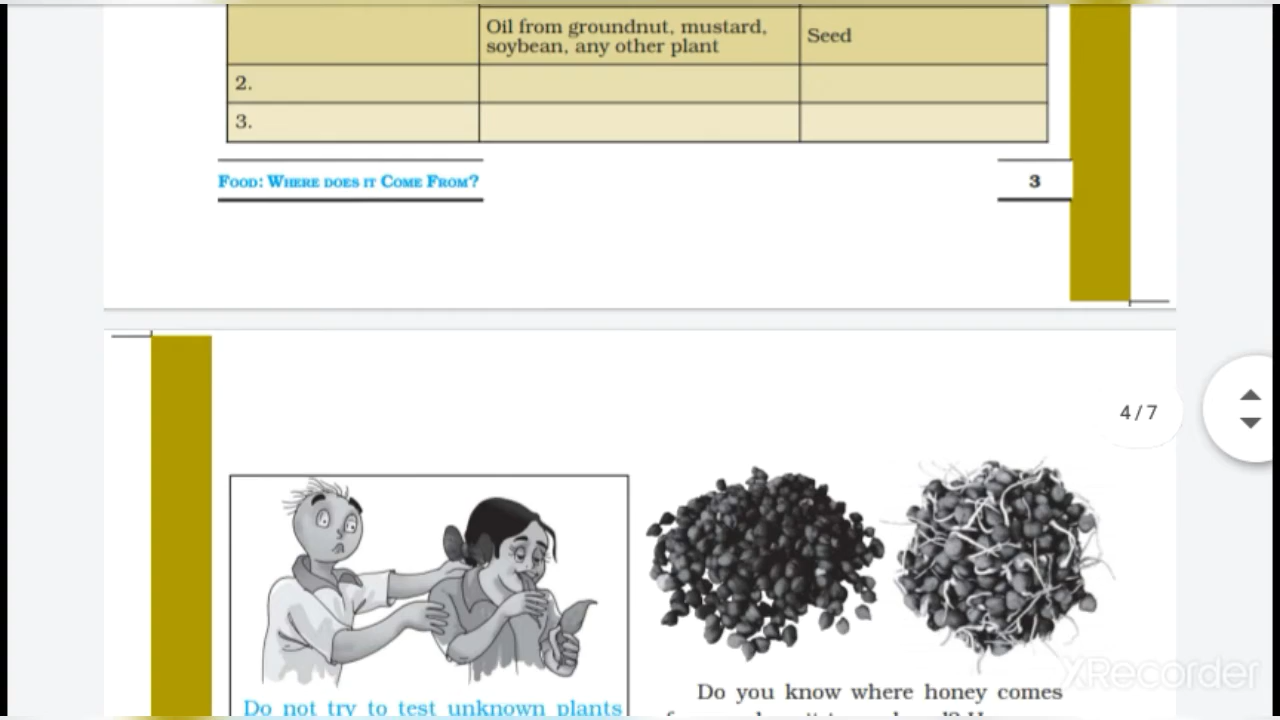 Oil from groundnut, mustard,
soybean, any other plant
Seed
2.
3.
FOOD: WHERE DOES IT COME FROM?
3
4 / 7
Do not try to test unknown plants
Do you know where honey comes
XRecorder